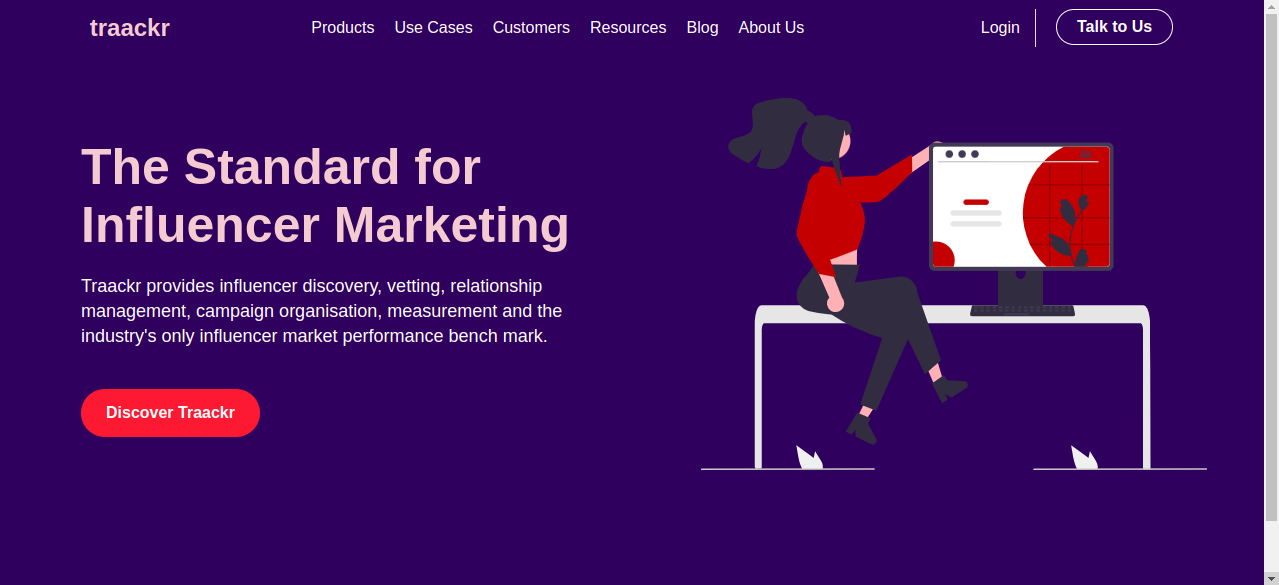 traackr
Products Use Cases Customers Resources Blog About Us
Login
Talk to Us
The Standard for
Influencer Marketing
Traackr provides influencer discovery, vetting, relationship
management, campaign organisation, measurement and the
industry's only influencer market performance bench mark.
Discover Traackr